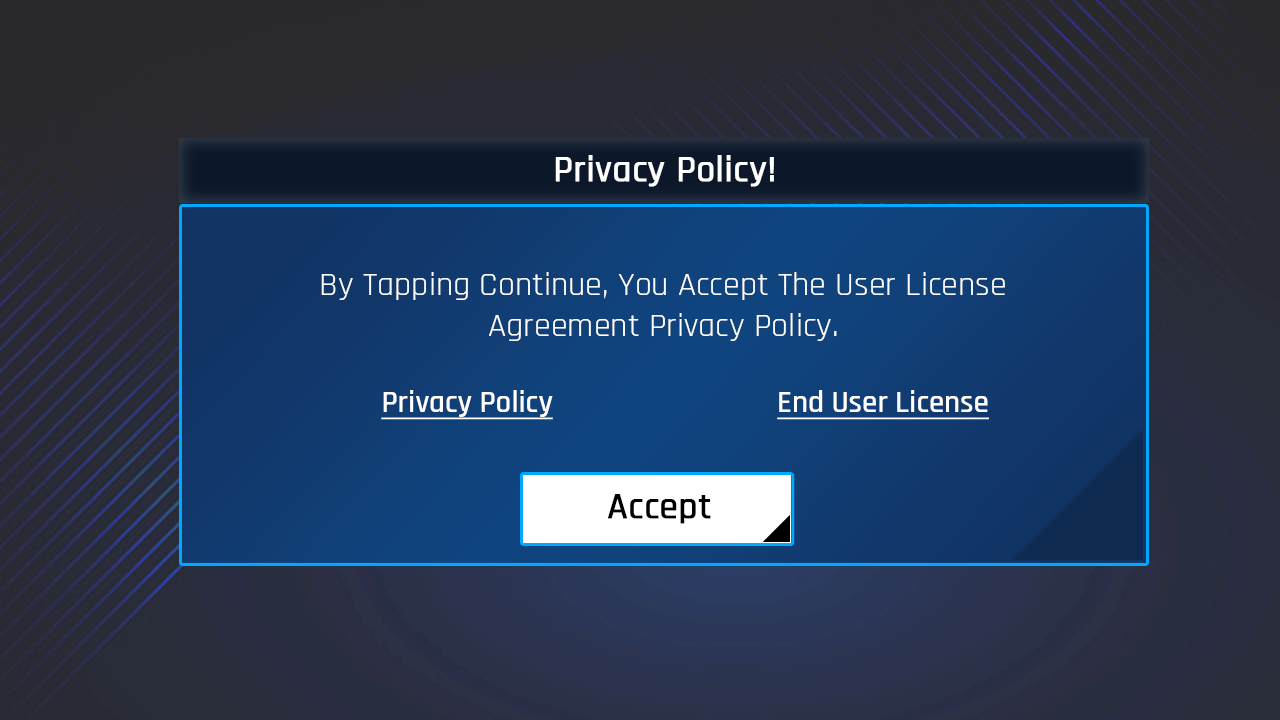 Privacy Policy!
By Tapping Continue, You Accept The User License
Agreement Privacy Policy.
Privacy Policy
End User License
Accept